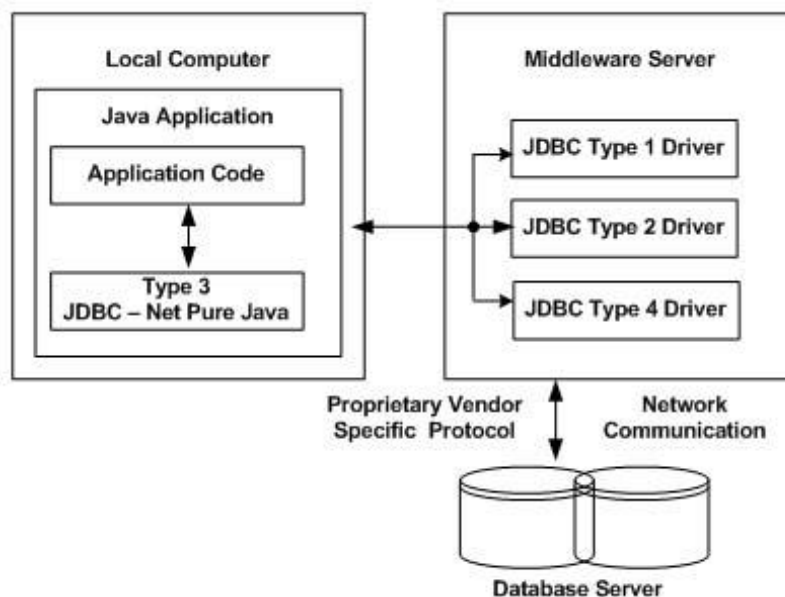 Local Computer
Java Application
Application Code
Type 3
JDBC – Net Pure Java
Middleware Server
JDBC Type 1 Driver
JDBC Type 2 Driver
JDBC Type 4 Driver
Proprietary Vendor
Specific Protocol
Network
Communication
Database Server